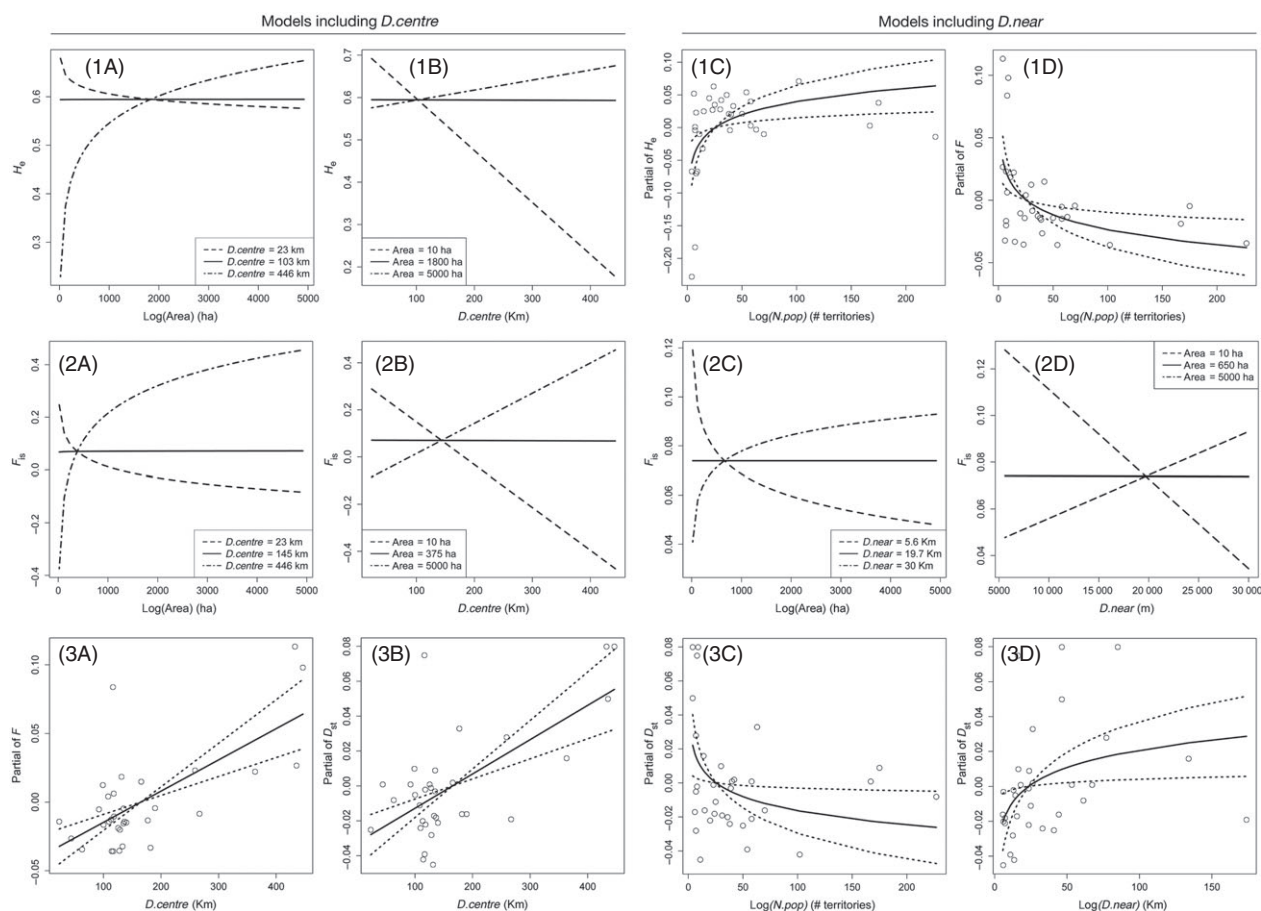 Models including D.centre
Models including D.near
(1A)
0.6
0.5
0.4
0.3
He
D.centre = 23 km
D.centre = 103 km
D.centre = 446 km
0 1000 2000 3000 4000 5000
Log(Area) (ha)
(1B)
0.7
0.6
0.5
0.4
0.3
0.2
He
Area = 10 ha
Area = 1800 ha
Area = 5000 ha
100 200 300 400
D.centre (Km)
(1C)
0.10
0.05
0.00
−0.05
−0.10
−0.20
Partial of He
0 50 100 150 200
Log(N.pop) (# territories)
(1D)
0.10
0.05
0.00
−0.05
Partial of F
0 50 100 150 200
Log(N.pop) (# territories)
(2A)
0.4
0.2
0.0
−0.2
−0.4
Fis
D.centre = 23 km
D.centre = 145 km
D.centre = 446 km
0 1000 2000 3000 4000 5000
Log(Area) (ha)
(2B)
0.4
0.2
0.0
−0.2
−0.4
Fis
Area = 10 ha
Area = 375 ha
Area = 5000 ha
100 200 300 400
D.centre (Km)
(2C)
0.12
0.10
0.08
0.06
0.04
Fis
D.near = 5.6 Km
D.near = 19.7 Km
D.near = 30 Km
0 1000 2000 3000 4000 5000
Log(Area) (ha)
(2D)
0.12
0.10
0.08
0.06
0.04
Fis
Area = 10 ha
Area = 650 ha
Area = 5000 ha
5000 10 000 15 000 20 000 25 000 30 000
D.near (m)
(3A)
0.10
0.05
0.00
−0.05
Partial of F
100 200 300 400
D.centre (Km)
(3B)
0.08
0.06
0.04
0.02
0.00
−0.02
−0.04
Partial of Dst
100 200 300 400
D.centre (Km)
(3C)
0.08
0.06
0.04
0.02
0.00
−0.02
−0.04
Partial of Dst
0 50 100 150 200
Log(N.pop) (# territories)
(3D)
0.08
0.06
0.04
0.02
0.00
−0.02
−0.04
Partial of Dst
0 50 100 150
Log(D.near) (Km)